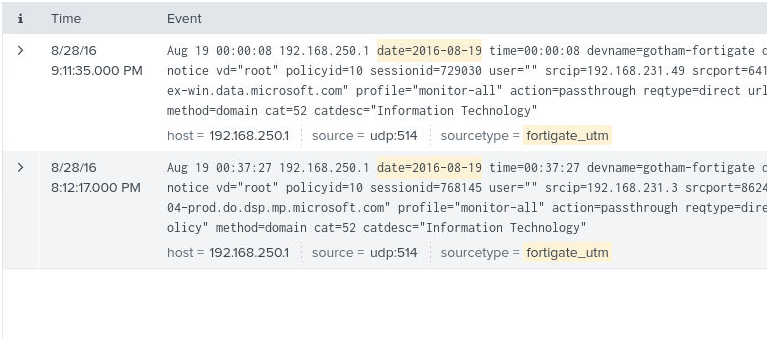 i Time Event
8/28/16 Aug 19 00:00:08 192.168.250.1 date=2016-08-19 time=00:00:08 devname=gotham-fortigate d
9:11:35.000 PM notice vd="root" policyid=10 sessionid=729030 user="" srcip=192.168.231.49 srcport=641
ex-win.data.microsoft.com" profile="monitor-all" action=passthrough reqtype=direct url
method=domain cat=52 catdesc="Information Technology"
host = 192.168.250.1 source = udp:514 sourcetype = fortigate_utm
8/28/16 Aug 19 00:37:27 192.168.250.1 date=2016-08-19 time=00:37:27 devname=gotham-fortigate d
8:12:17.000 PM notice vd="root" policyid=10 sessionid=768145 user="" srcip=192.168.231.3 srcport=8624
04-prod.do.dsp.mp.microsoft.com" profile="monitor-all" action=passthrough reqtype=dire
olicy" method=domain cat=52 catdesc="Information Technology"
host = 192.168.250.1 source = udp:514 sourcetype = fortigate_utm